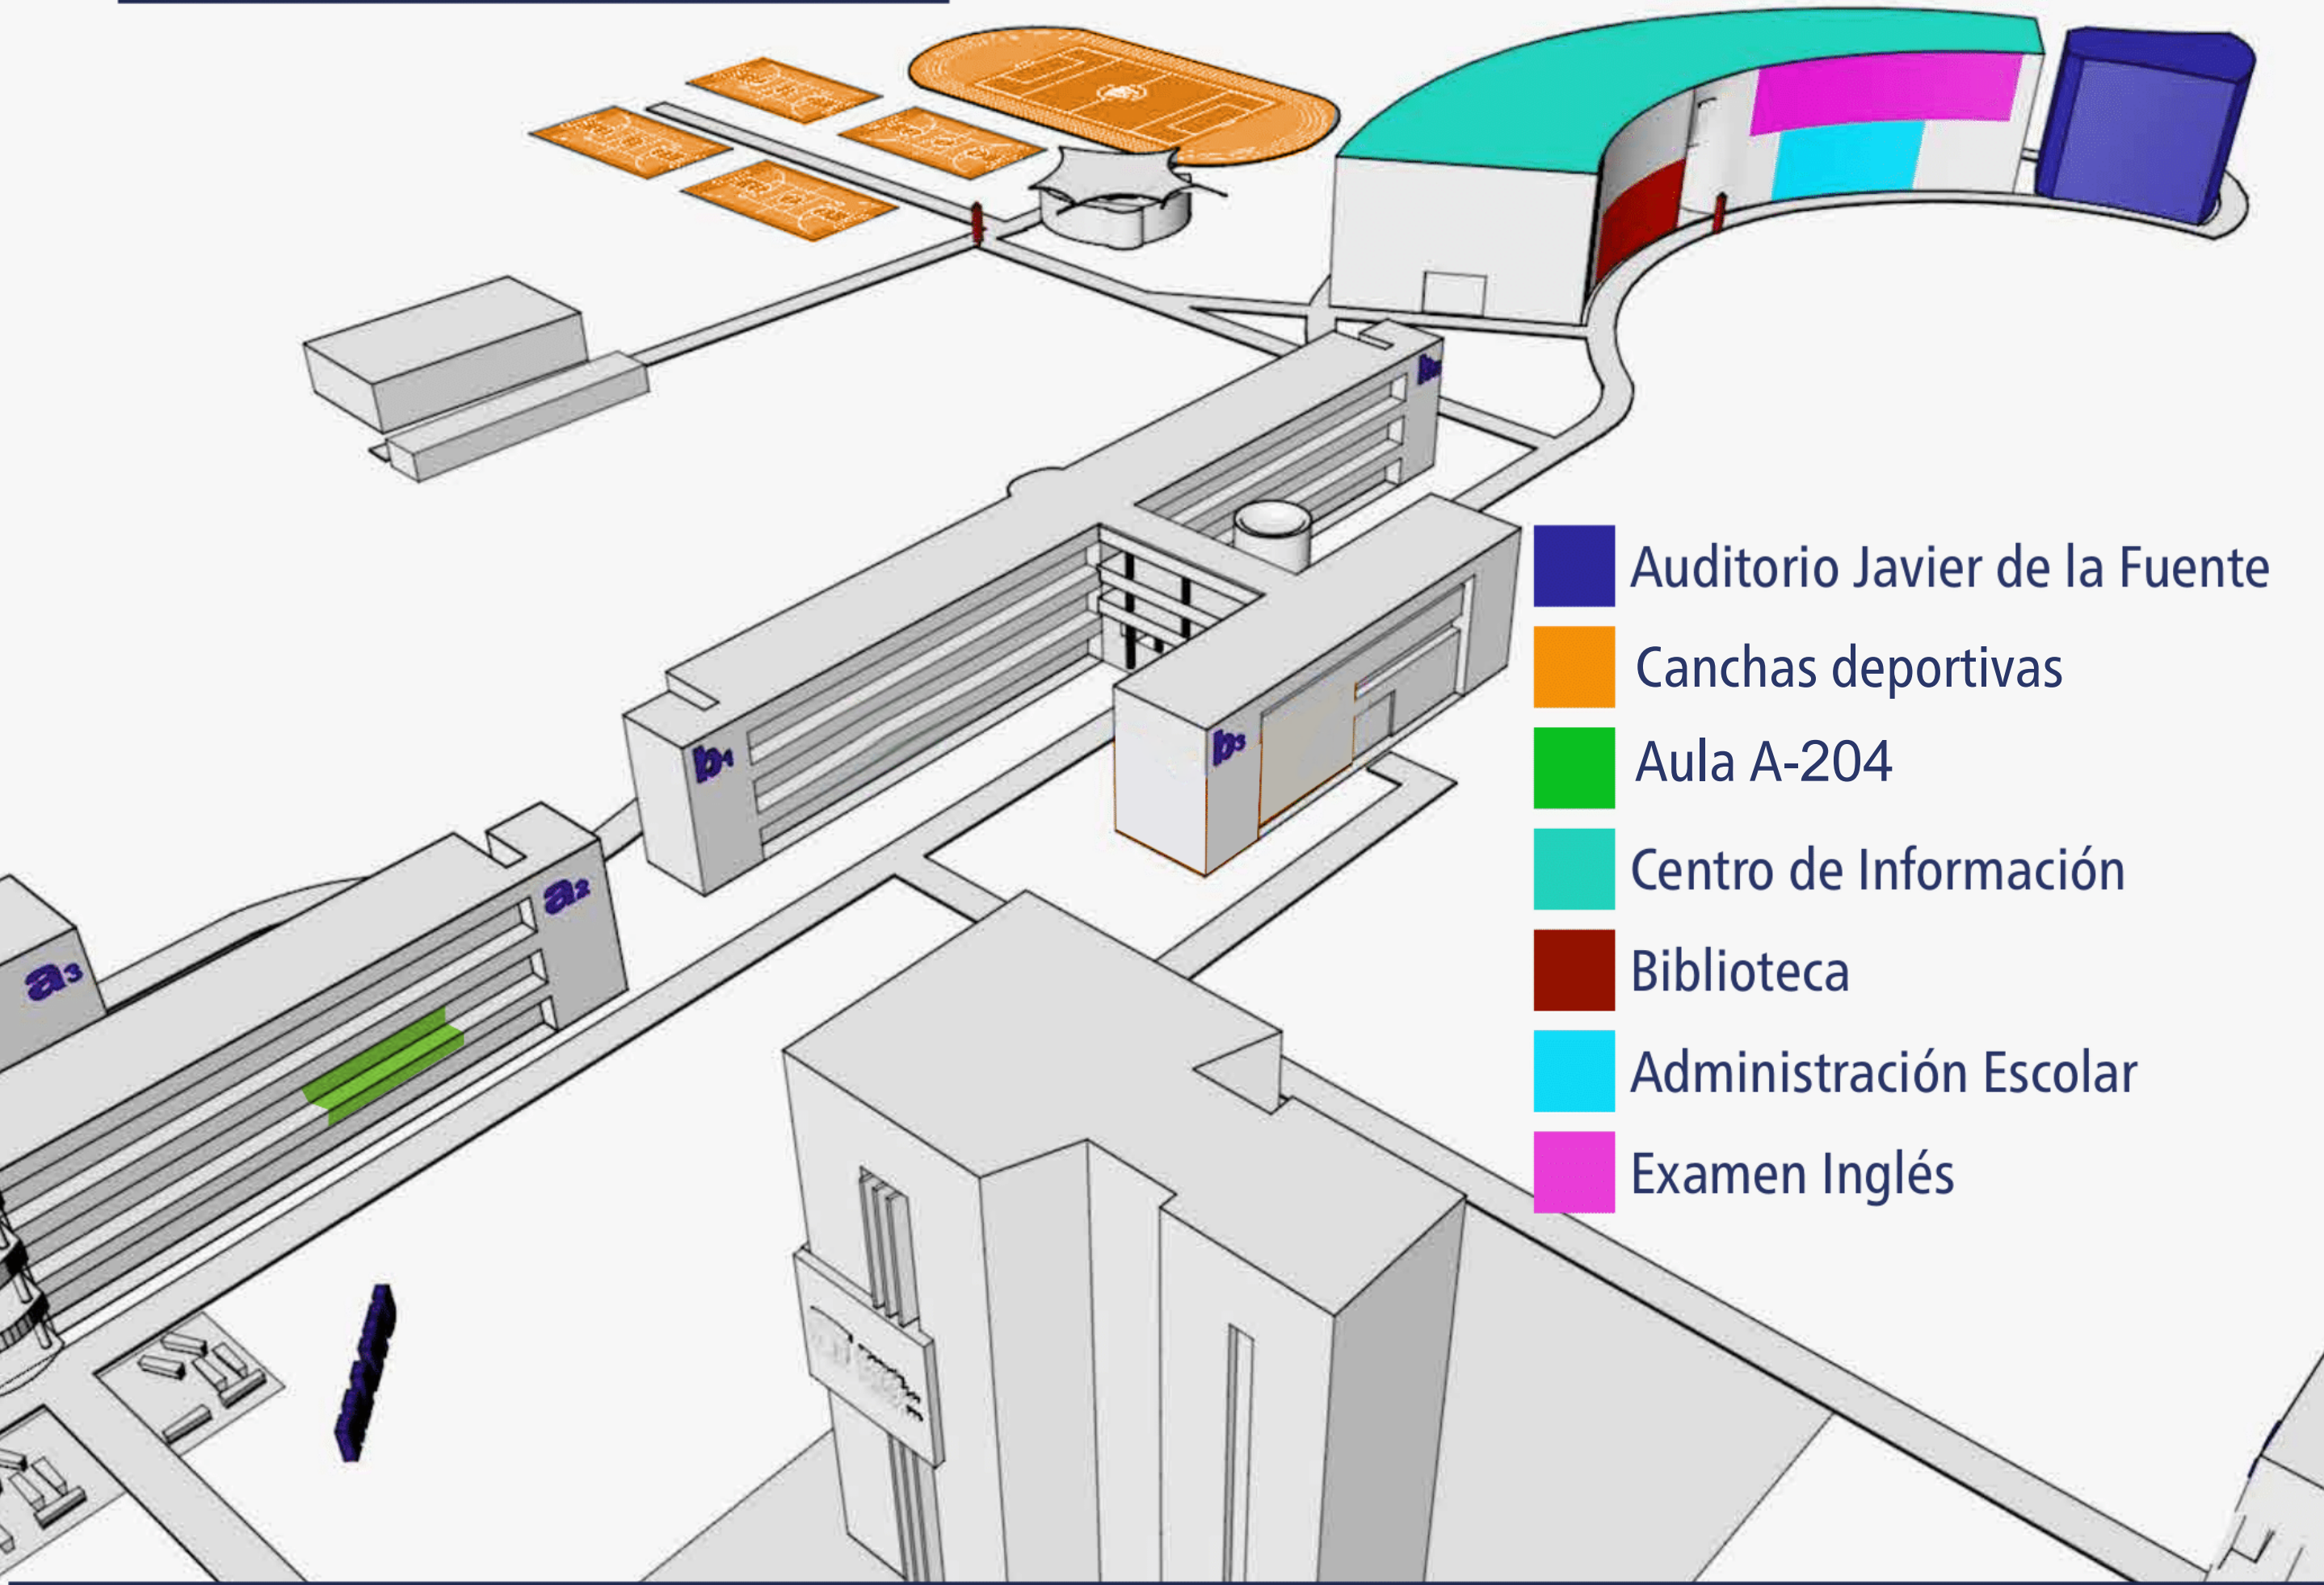 b1
b3
a2
a3
Auditorio Javier de la Fuente
Canchas deportivas
Aula A-204
Centro de Información
Biblioteca
Administración Escolar
Examen Inglés